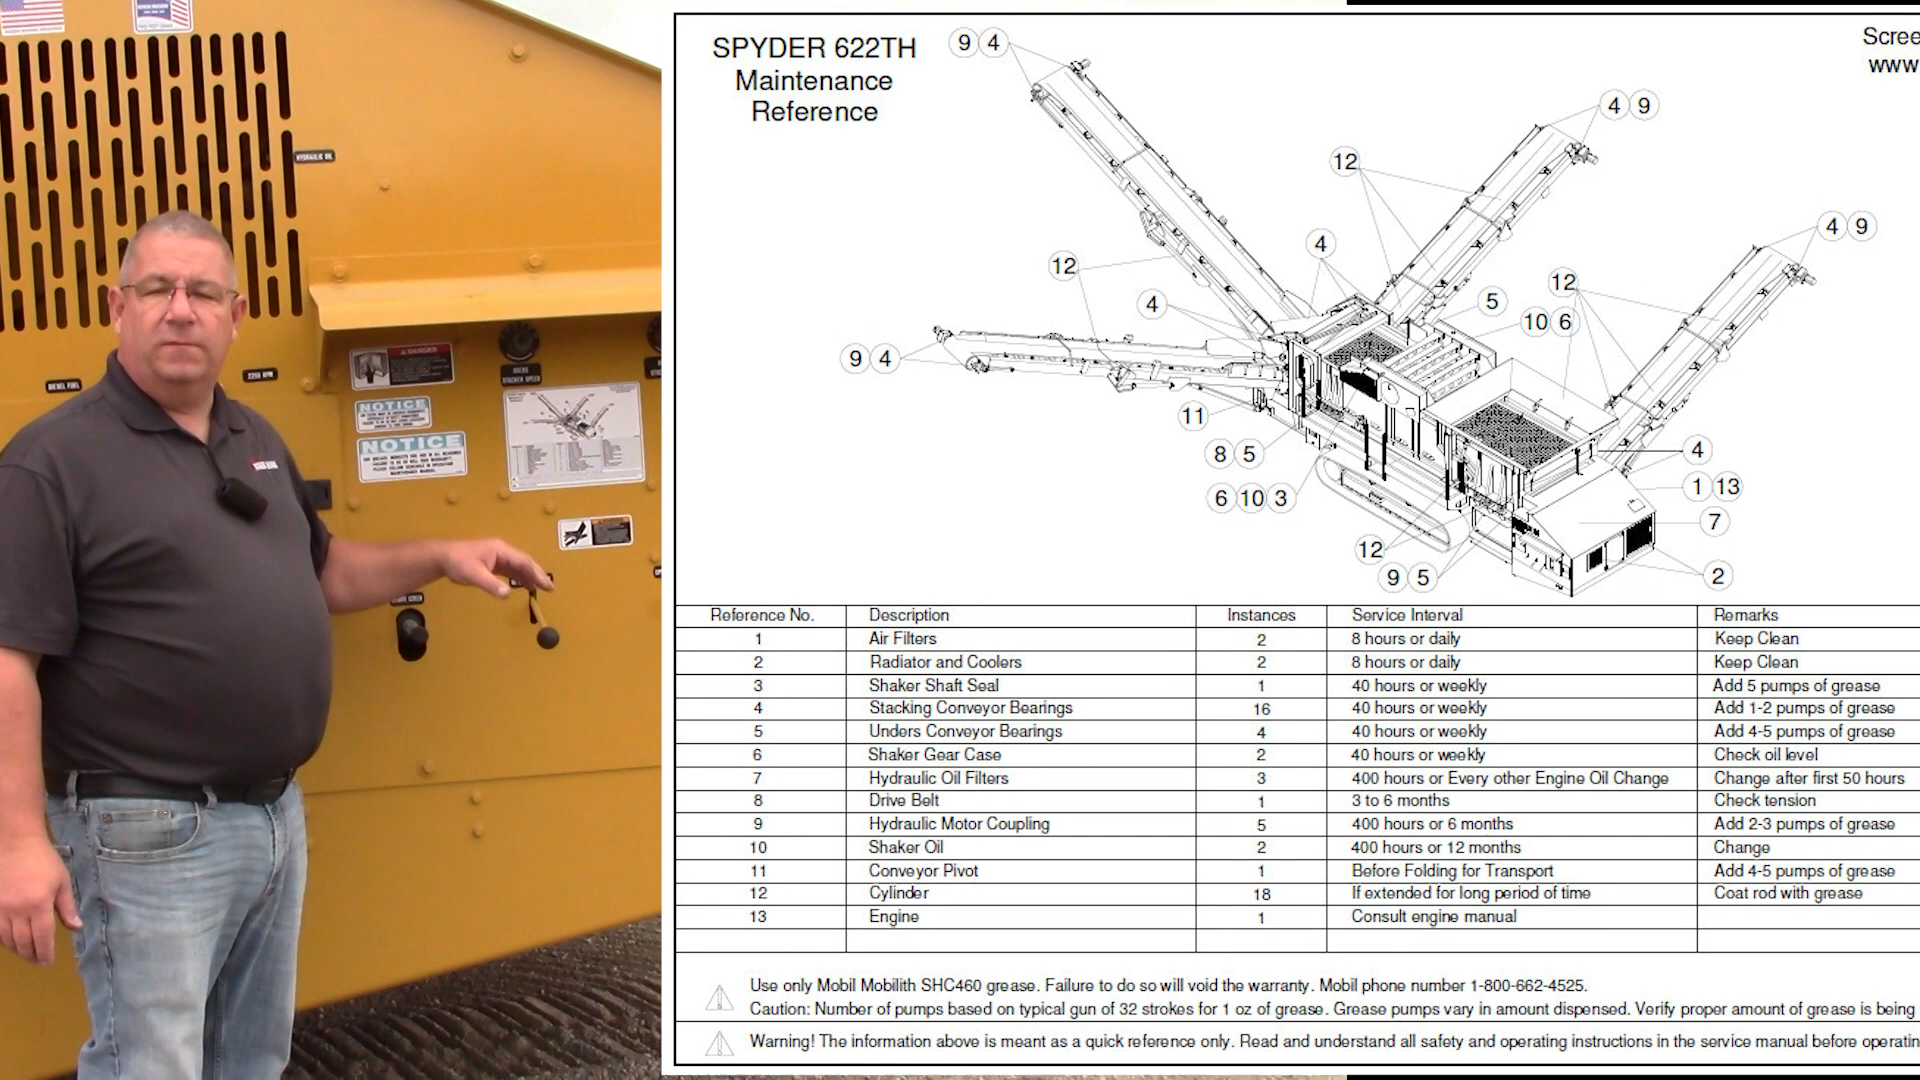 SPYDER 622TH
Maintenance
Reference
Scree
www
9 4
4 9
12
4 9
4
12
12
4
5
10 6
9 4
11
8 5
4
6 10 3
1 13
7
12
9 5
2
Reference No. Description Instances Service Interval Remarks
1 Air Filters 2 8 hours or daily Keep Clean
2 Radiator and Coolers 2 8 hours or daily Keep Clean
3 Shaker Shaft Seal 1 40 hours or weekly Add 5 pumps of grease
4 Stacking Conveyor Bearings 16 40 hours or weekly Add 1-2 pumps of grease
5 Unders Conveyor Bearings 4 40 hours or weekly Add 4-5 pumps of grease
6 Shaker Gear Case 2 40 hours or weekly Check oil level
7 Hydraulic Oil Filters 3 400 hours or Every other Engine Oil Change Change after first 50 hours
8 Drive Belt 1 3 to 6 months Check tension
9 Hydraulic Motor Coupling 5 400 hours or 6 months Add 2-3 pumps of grease
10 Shaker Oil 2 400 hours or 12 months Change
11 Conveyor Pivot 1 Before Folding for Transport Add 4-5 pumps of grease
12 Cylinder 18 If extended for long period of time Coat rod with grease
13 Engine 1 Consult engine manual
Use only Mobil Mobilith SHC460 grease. Failure to do so will void the warranty. Mobil phone number 1-800-662-4525.
Caution: Number of pumps based on typical gun of 32 strokes for 1 oz of grease. Grease pumps vary in amount dispensed. Verify proper amount of grease is being
Warning! The information above is meant as a quick reference only. Read and understand all safety and operating instructions in the service manual before operatin
HYDRAULIC OIL
DIESEL FUEL
2200 RPM
DANGER
NOTICE
NOTICE
STACKER SPEED